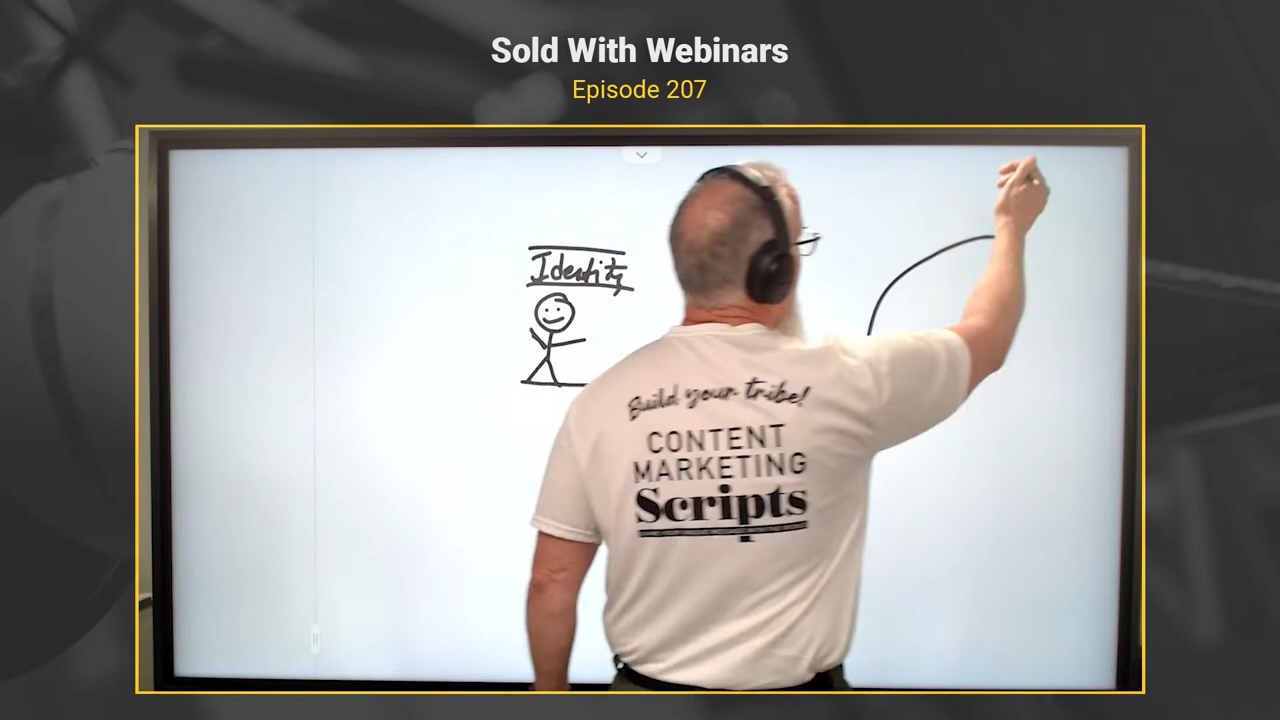 Sold With Webinars
Episode 207
Identity
Build your tribe!
CONTENT
MARKETING
Scripts